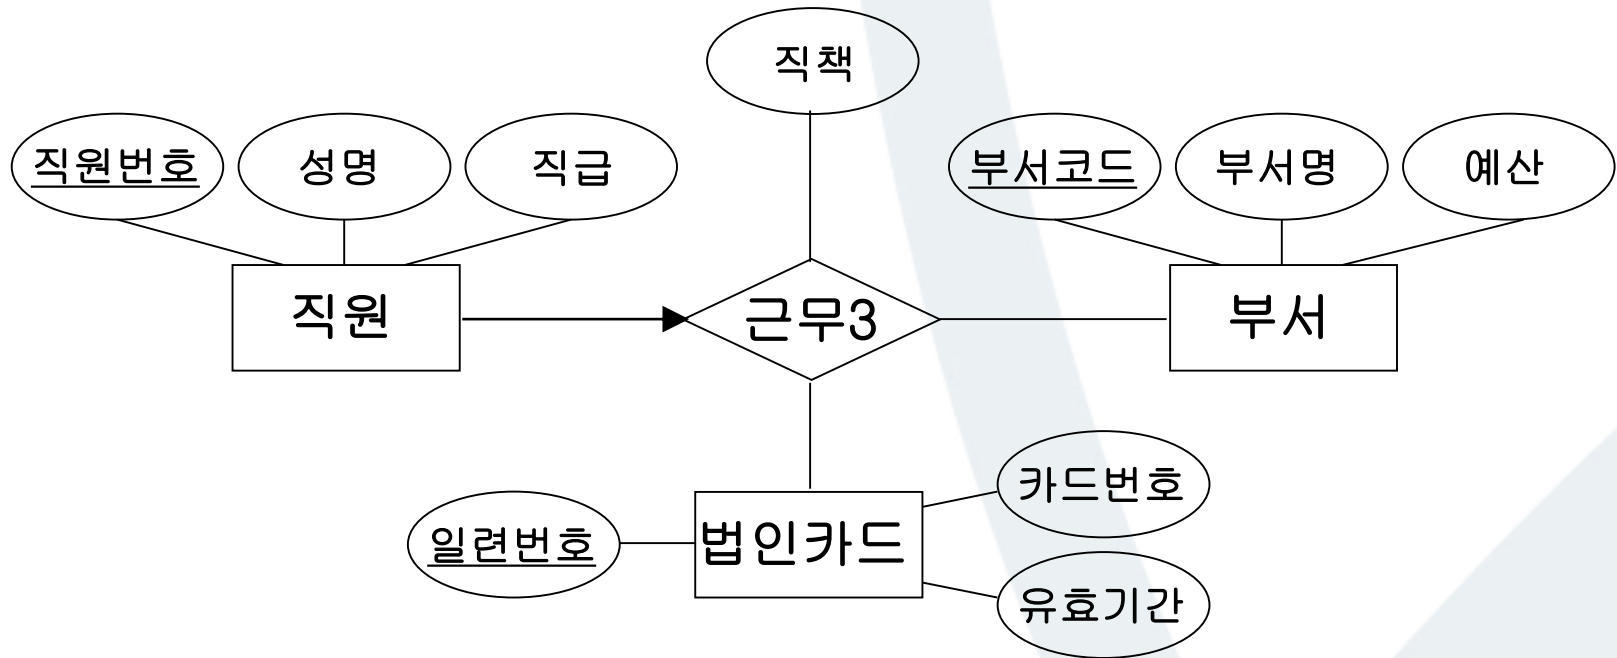 직책
직원번호
성명
직급
부서코드
부서명
예산
직원
근무3
부서
카드번호
일련번호
법인카드
유효기간